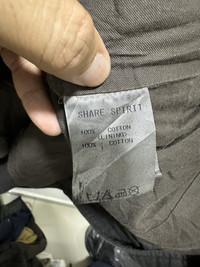 SHARE SPIRIT
100% COTTON
(LINING)
100% COTTON